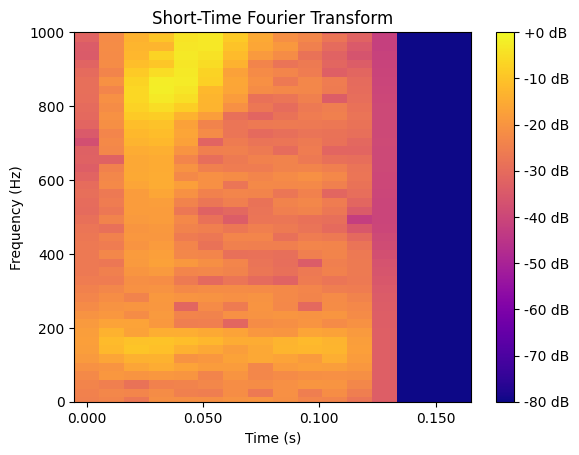 Short-Time Fourier Transform
1000
800
600
400
200
0
Frequency (Hz)
0.000
0.050
0.100
0.150
Time (s)
+0 dB
-10 dB
-20 dB
-30 dB
-40 dB
-50 dB
-60 dB
-70 dB
-80 dB